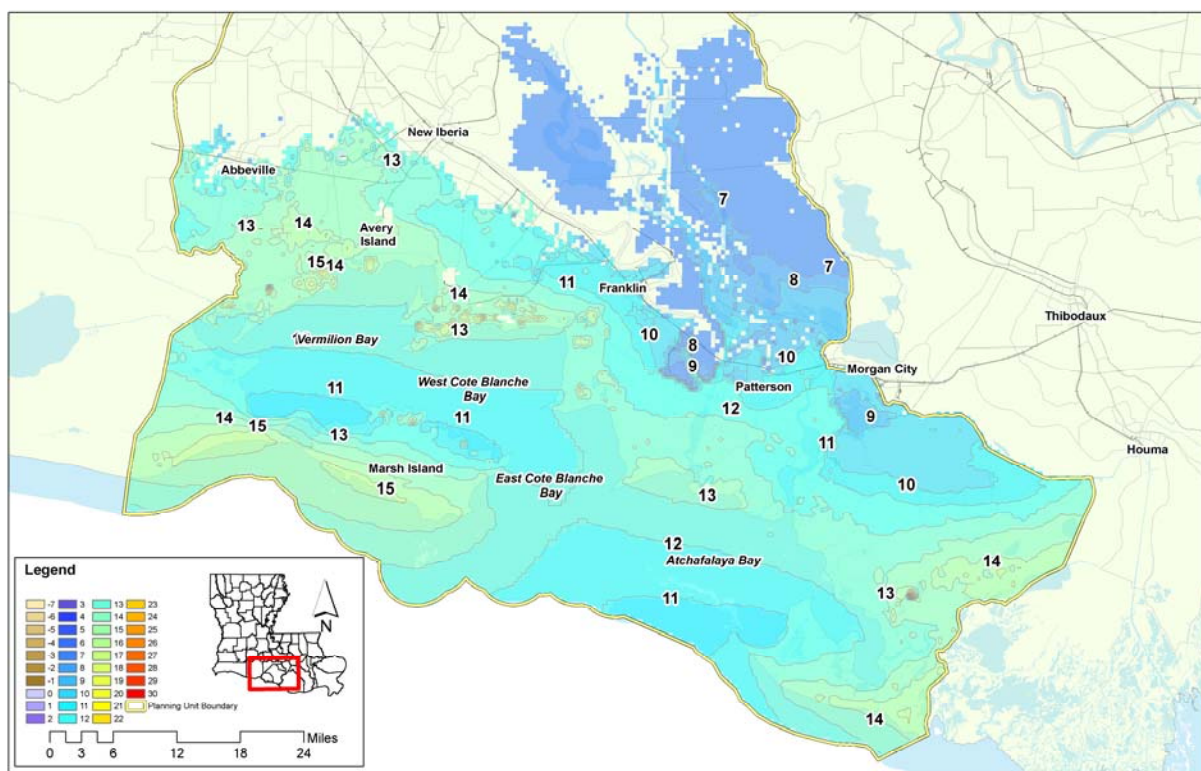 7
New Iberia
13
Abbeville
7
13
14
Avery
Island
15
14
8
7
14
11
Franklin
13
10
8
9
10
Thibodaux
Vermilion Bay
Morgan City
West Cote Blanche
Bay
Patterson
11
11
12
9
14
15
13
11
Houma
Marsh Island
15
East Cote Blanche
Bay
13
10
12
Atchafalaya Bay
14
11
13
14
Legend
-7 3 13 23
-6 4 14 24
-5 5 15 25
-4 6 16 26
-3 7 17 27
-2 8 18 28
-1 9 19 29
0 10 20 30
1 11 21 Planning Unit Boundary
2 12 22
N
Miles
0 3 6 12 18 24